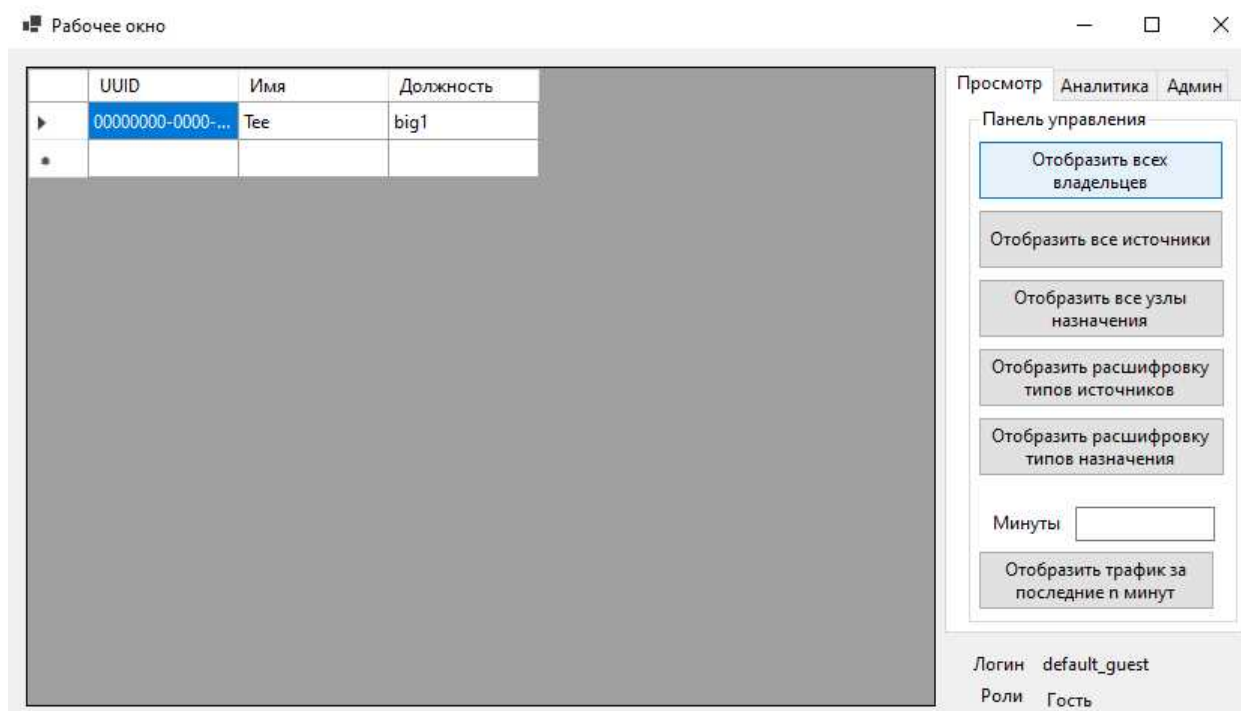 Рабочее окно
UUID Имя Должность
00000000-0000-... Tee big1
Просмотр Аналитика Админ
Панель управления
Отобразить всех
владельцев
Отобразить все источники
Отобразить все узлы
назначения
Отобразить расшифровку
типов источников
Отобразить расшифровку
типов назначения
Минуты
Отобразить трафик за
последние n минут
Логин default_guest
Роли Гость